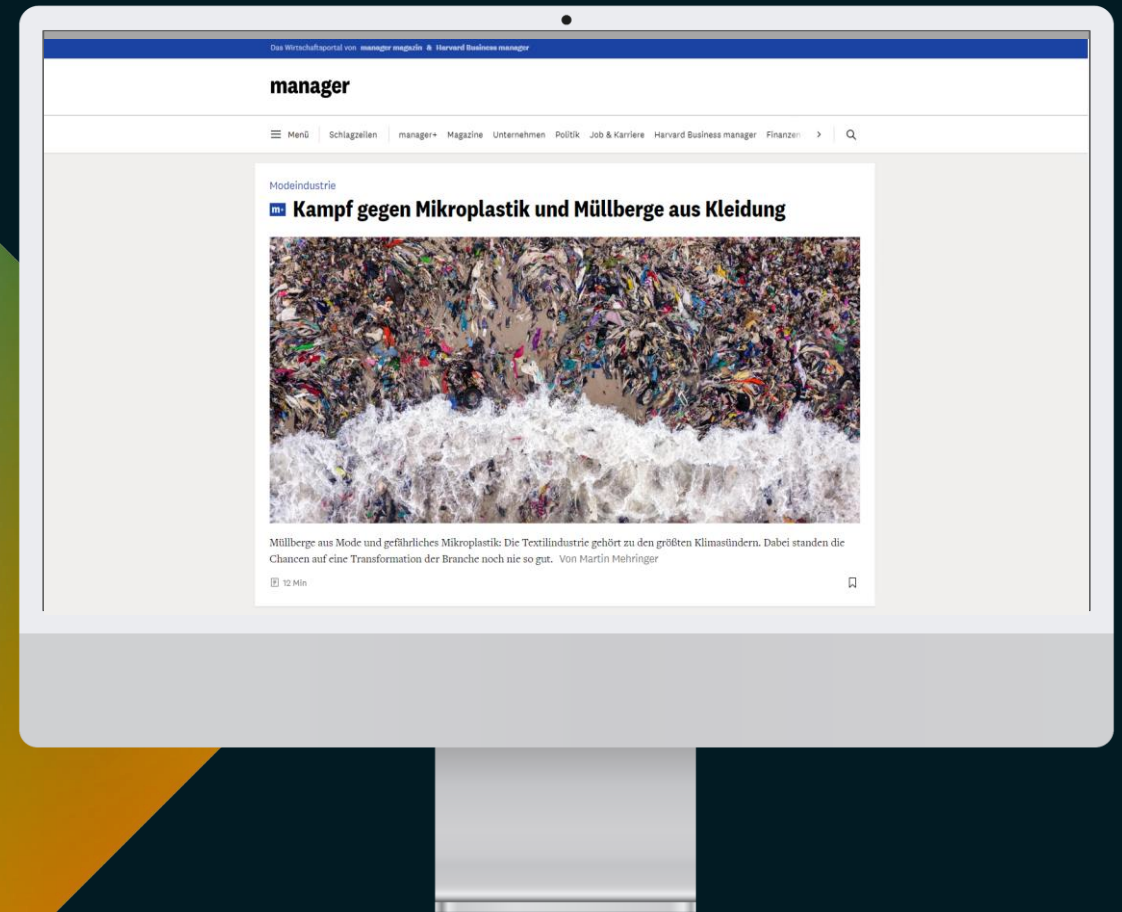 Das Wirtschaftsportal von manager magazin & Harvard Business manager
manager
Menü Schlagzeilen manager+ Magazine Unternehmen Politik Job & Karriere Harvard Business manager Finanzen
Modeindustrie
m+ Kampf gegen Mikroplastik und Müllberge aus Kleidung
Müllberge aus Mode und gefährliches Mikroplastik: Die Textilindustrie gehört zu den größten Klimasündern. Dabei standen die
Chancen auf eine Transformation der Branche noch nie so gut. Von Martin Mehringer
12 Min